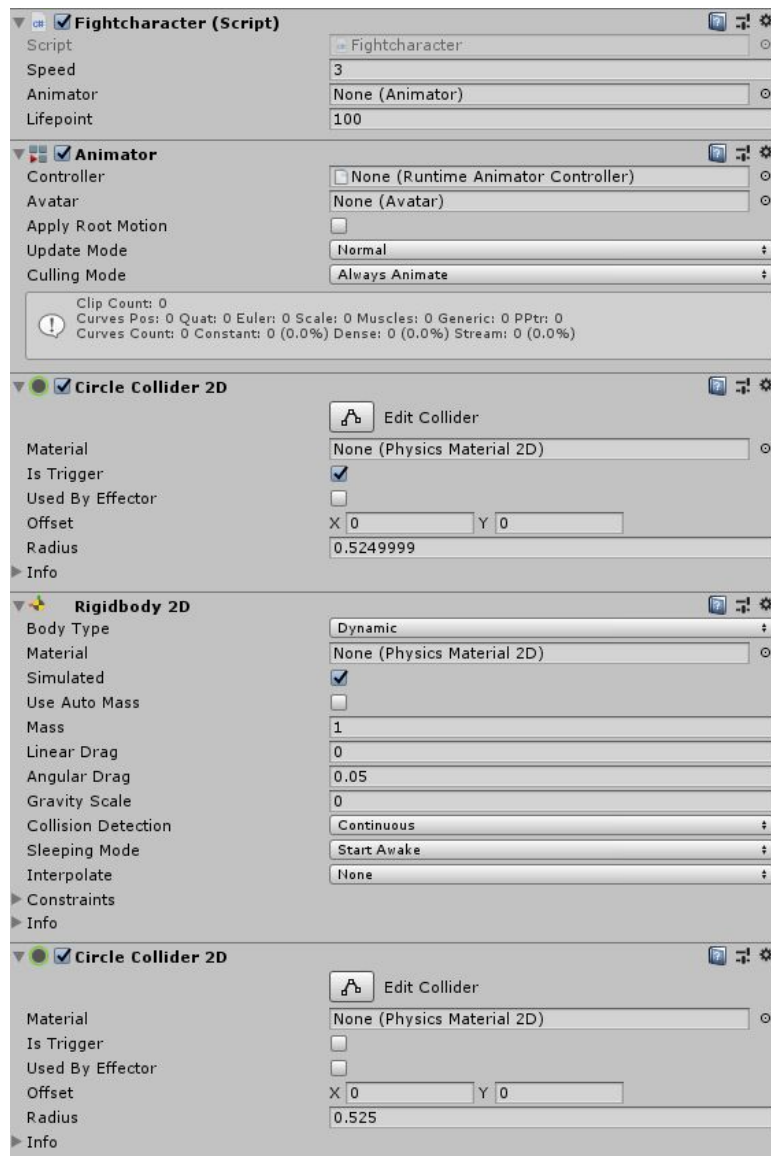 Fightcharacter (Script)
Script Fightcharacter
Speed 3
Animator None (Animator)
Lifepoint 100
Animator
Controller None (Runtime Animator Controller)
Avatar None (Avatar)
Apply Root Motion
Update Mode Normal
Culling Mode Always Animate
Clip Count: 0
Curves Pos: 0 Quat: 0 Euler: 0 Scale: 0 Muscles: 0 Generic: 0 PPtr: 0
Curves Count: 0 Constant: 0 (0.0%) Dense: 0 (0.0%) Stream: 0 (0.0%)
Circle Collider 2D
Edit Collider
Material None (Physics Material 2D)
Is Trigger
Used By Effector
Offset X 0 Y 0
Radius 0.5249999
Info
Rigidbody 2D
Body Type Dynamic
Material None (Physics Material 2D)
Simulated
Use Auto Mass
Mass 1
Linear Drag 0
Angular Drag 0.05
Gravity Scale 0
Collision Detection Continuous
Sleeping Mode Start Awake
Interpolate None
Constraints
Info
Circle Collider 2D
Edit Collider
Material None (Physics Material 2D)
Is Trigger
Used By Effector
Offset X 0 Y 0
Radius 0.525
Info